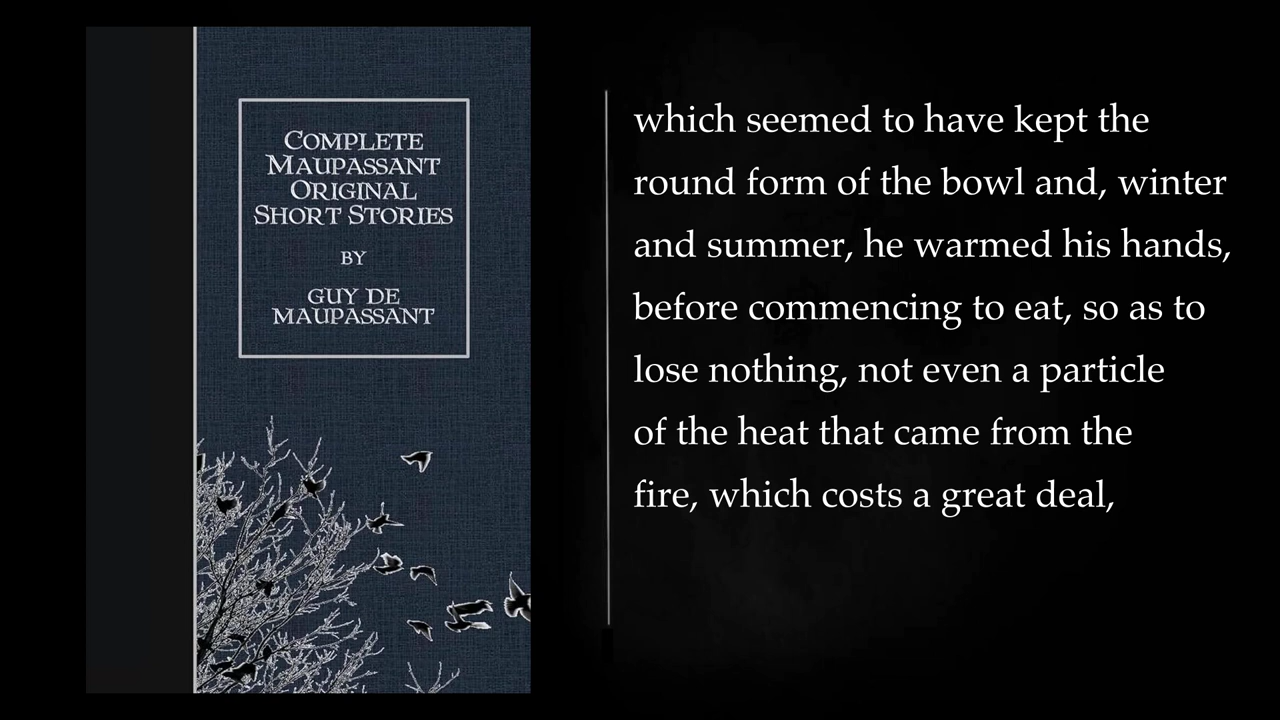 COMPLETE
MAUPASSANT
ORIGINAL
SHORT STORIES
BY
GUY DE
MAUPASSANT
which seemed to have kept the
round form of the bowl and, winter
and summer, he warmed his hands,
before commencing to eat, so as to
lose nothing, not even a particle
of the heat that came from the
fire, which costs a great deal,